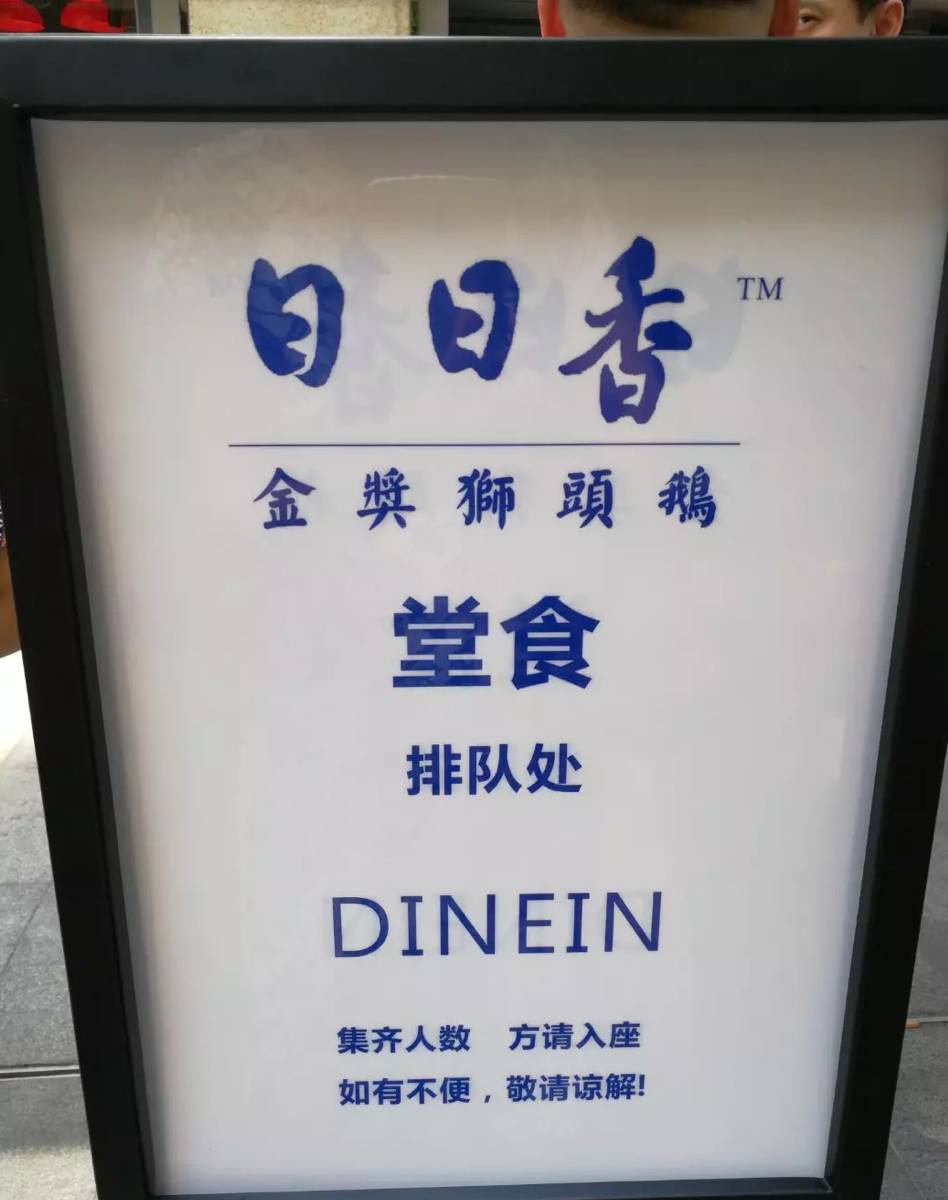 日日香™
金獎獅頭鵝
堂食
排队处
DINEIN
集齐人数 方请入座
如有不便，敬请谅解!